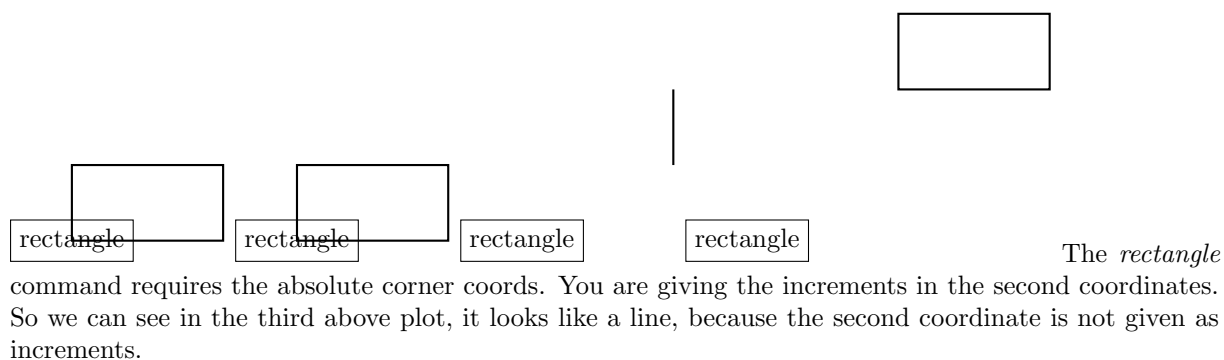 rectangle rectangle rectangle rectangle The rectangle
command requires the absolute corner coords. You are giving the increments in the second coordinates.
So we can see in the third above plot, it looks like a line, because the second coordinate is not given as
increments.